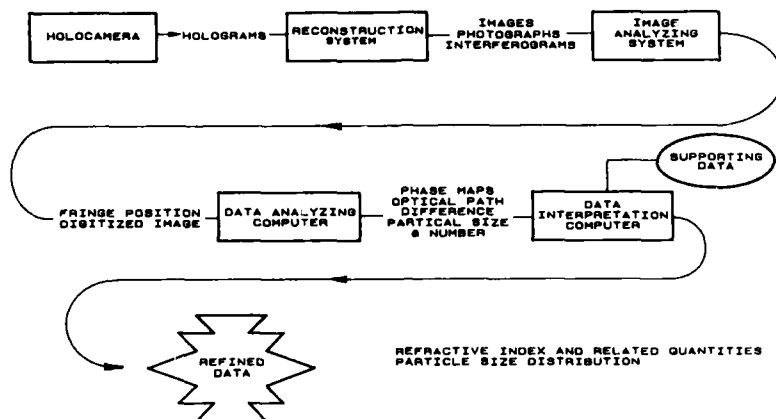 HOLOCAMERA
HOLOGRAMS
RECONSTRUCTION
SYSTEM
IMAGES
PHOTOGRAPHS
INTERFEROGRAMS
IMAGE
ANALYZING
SYSTEM
SUPPORTING
DATA
FRINGE POSITION
DIGITIZED IMAGE
DATA ANALYZING
COMPUTER
PHASE MAPS
OPTICAL PATH
DIFFERENCE
PARTICAL SIZE
& NUMBER
DATA
INTERPRETATION
COMPUTER
REFINED
DATA
REFRACTIVE INDEX AND RELATED QUANTITIES
PARTICLE SIZE DISTRIBUTION